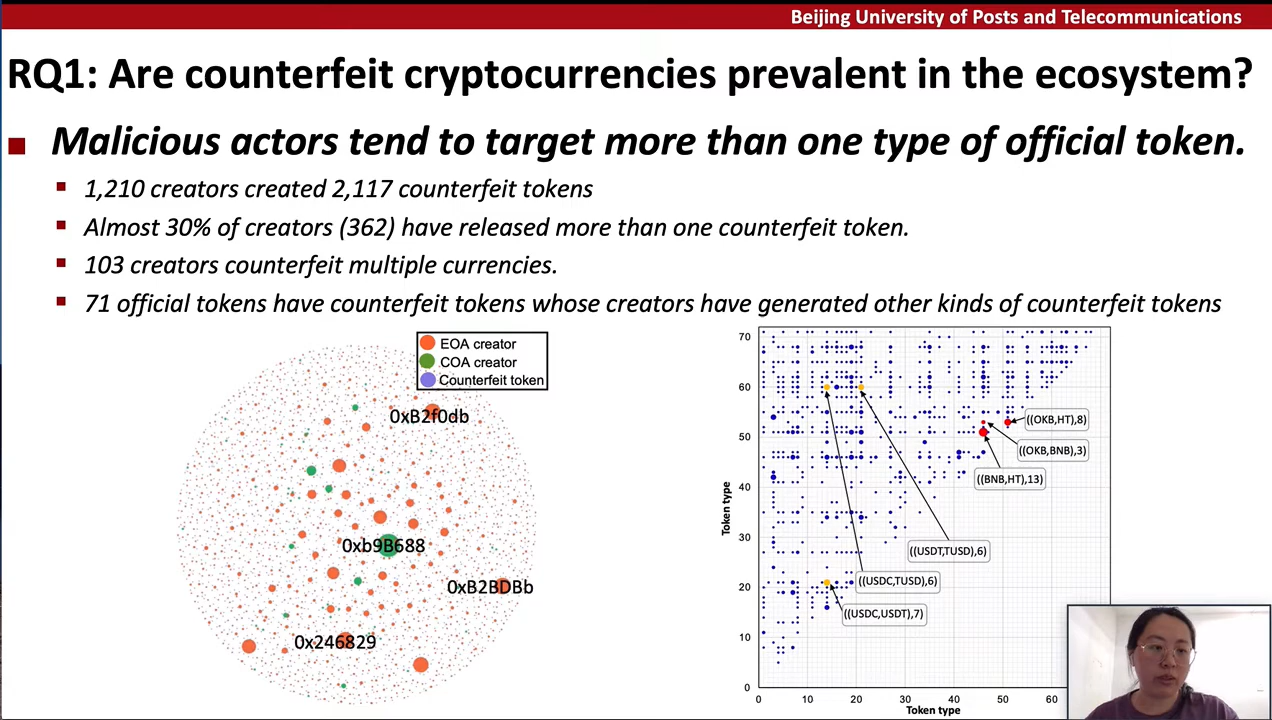 Beijing University of Posts and Telecommunications
RQ1: Are counterfeit cryptocurrencies prevalent in the ecosystem?
Malicious actors tend to target more than one type of official token.
1,210 creators created 2,117 counterfeit tokens
Almost 30% of creators (362) have released more than one counterfeit token.
103 creators counterfeit multiple currencies.
71 official tokens have counterfeit tokens whose creators have generated other kinds of counterfeit tokens
EOA creator
COA creator
Counterfeit token
0xB2f0db
0xb9B688
0xB2BDBb
0x246829
70
60
50
40
30
20
10
0
Token type
((OKB,HT),8)
((OKB,BNB),3)
((BNB,HT),13)
((USDT,TUSD),6)
((USDC,TUSD),6)
((USDC,USDT),7)
0 10 20 30 40 50 60
Token type